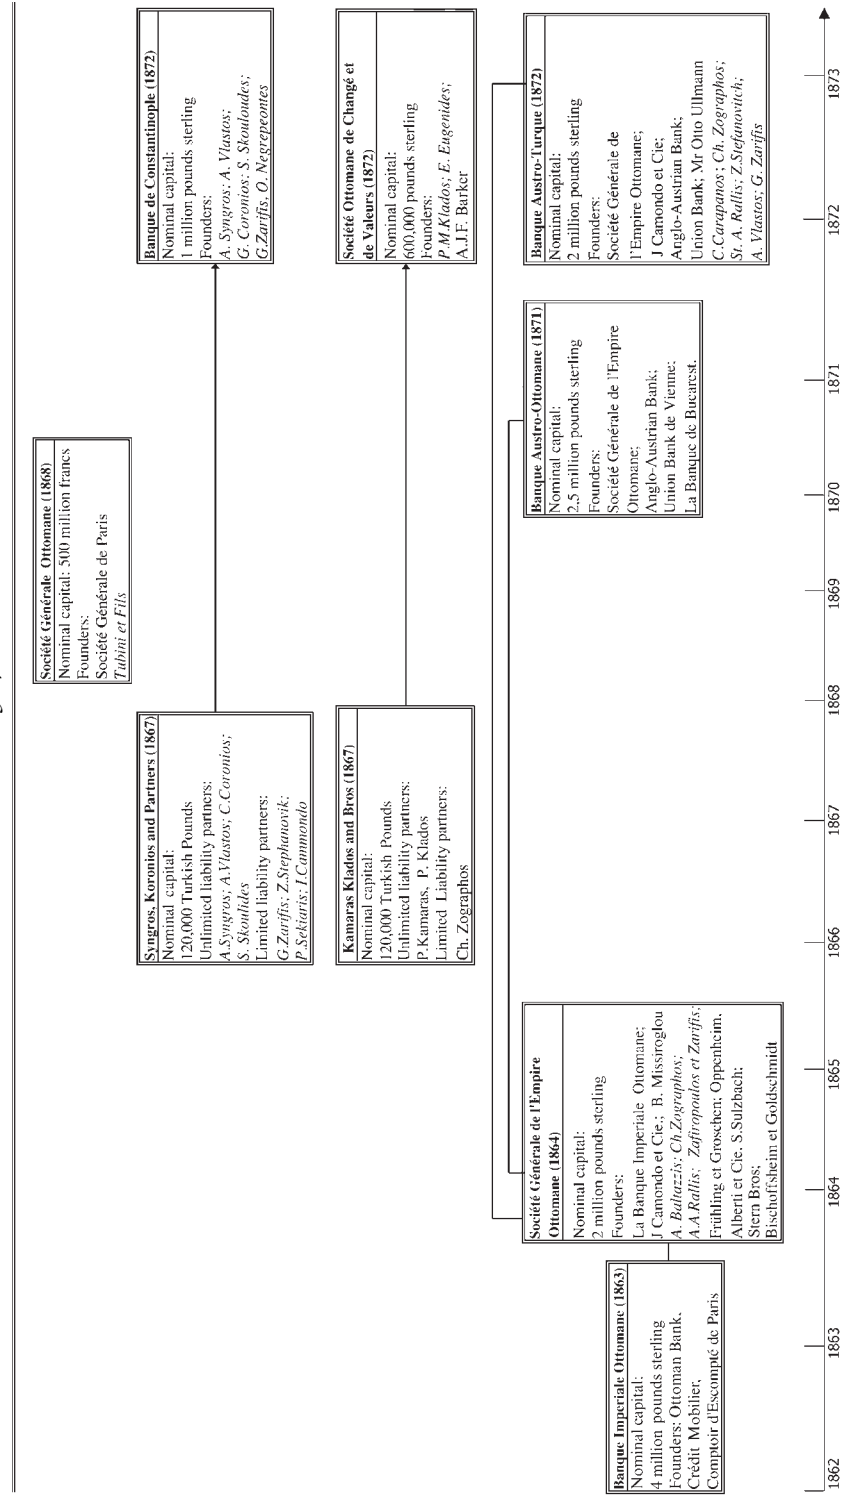 Société Générale Ottomane (1868)
Nominal capital: 500 million francs
Founders:
Société Générale de Paris
Tubini et Fils
Syngros, Koronios and Partners (1867)
Nominal capital:
120,000 Turkish Pounds
Unlimited liability partners:
A.Syngros; A.Vlastos; C.Coronios;
S. Skoulides
Limited liability partners:
G.Zarifis; Z.Stephanovik;
P.Sekiaris; I.Cammondo
Banque de Constantinople (1872)
Nominal capital:
1 million pounds sterling
Founders:
A. Syngros; A. Vlastos;
G. Coronios; S. Skouloudes;
G.Zarifis, O. Negrepontes
Kamaras Klados and Bros (1867)
Nominal capital:
120,000 Turkish Pounds
Unlimited liability partners:
P.Kamaras, P. Klados
Limited Liability partners:
Ch. Zographos
Société Ottomane de Changé et
de Valeurs (1872)
Nominal capital:
600,000 pounds sterling
Founders:
P.M.Klados; E. Eugenides;
A.J.F. Barker
Banque Imperiale Ottomane (1863)
Nominal capital:
4 million pounds sterling
Founders: Ottoman Bank.
Crédit Mobilier,
Comptoir d'Escompté de Paris
Société Générale de l'Empire
Ottomane (1864)
Nominal capital:
2 million pounds sterling
Founders:
La Banque Imperiale Ottomane;
J Camondo et Cie.; B. Missiroglou
A. Baltazzis; Ch.Zographos;
A.A.Rallis; Zafiropoulos et Zarifis;
Frühling et Groschen; Oppenheim.
Alberti et Cie. S.Sulzbach;
Stern Bros;
Bischoffsheim et Goldschmidt
Banque Austro-Ottomane (1871)
Nominal capital:
2,5 million pounds sterling
Founders:
Société Générale de l'Empire
Ottomane;
Anglo-Austrian Bank;
Union Bank de Vienne;
La Banque de Bucarest.
Banque Austro-Turque (1872)
Nominal capital:
2 million pounds sterling
Founders:
Société Générale de
l'Empire Ottomane;
J Camondo et Cie;
Anglo-Austrian Bank;
Union Bank; Mr Otto Ullmann
C.Carapanos; Ch. Zographos;
St. A. Rallis; Z.Stefanovitch;
A. Vlastos; G. Zarifis
1862
1863
1864
1865
1866
1867
1868
1869
1870
1871
1872
1873